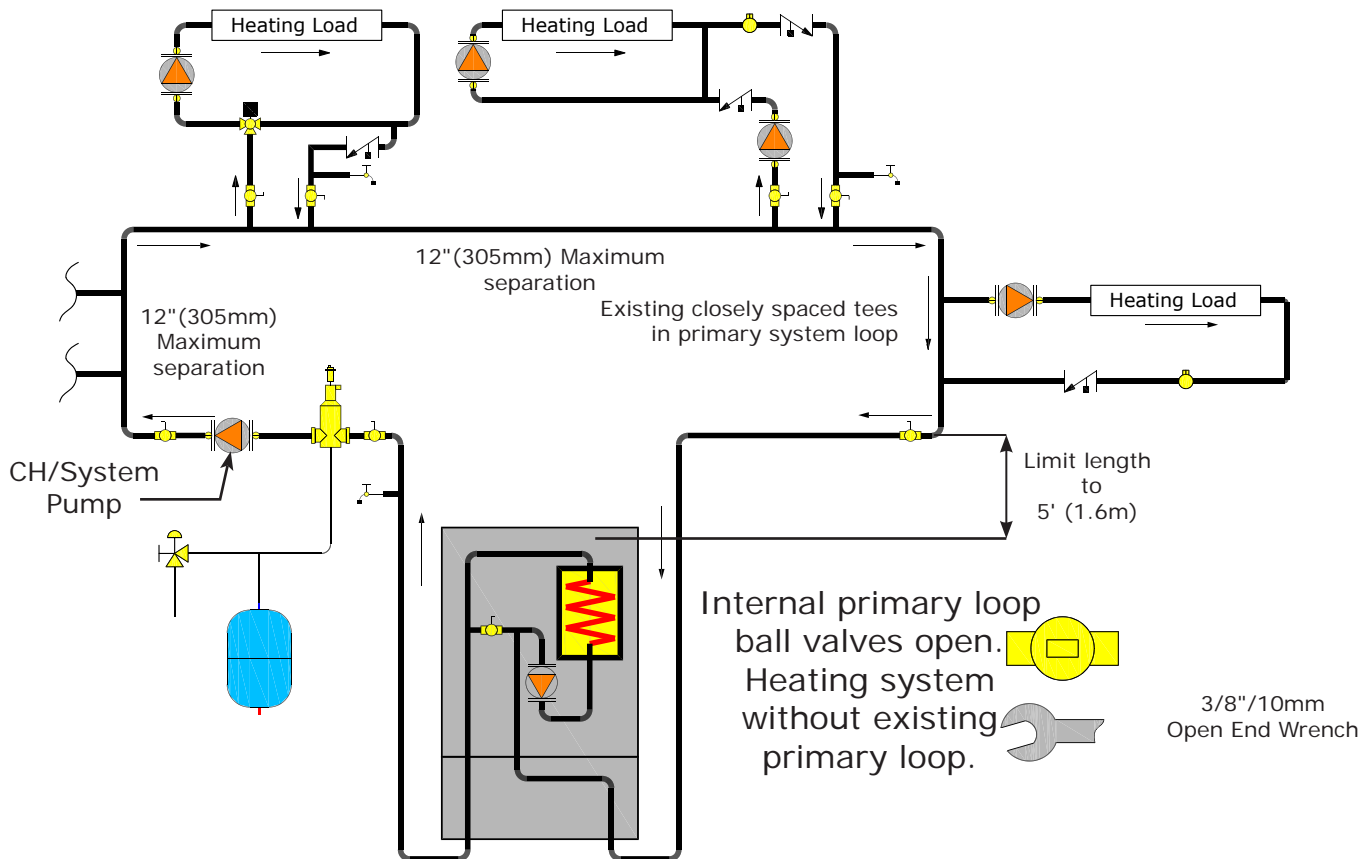 Heating Load
Heating Load
12"(305mm) Maximum
separation
Existing closely spaced tees
in primary system loop
Heating Load
12"(305mm)
Maximum
separation
CH/System
Pump
Limit length
to
5' (1.6m)
Internal primary loop
ball valves open.
Heating system
without existing
primary loop.
3/8"/10mm
Open End Wrench